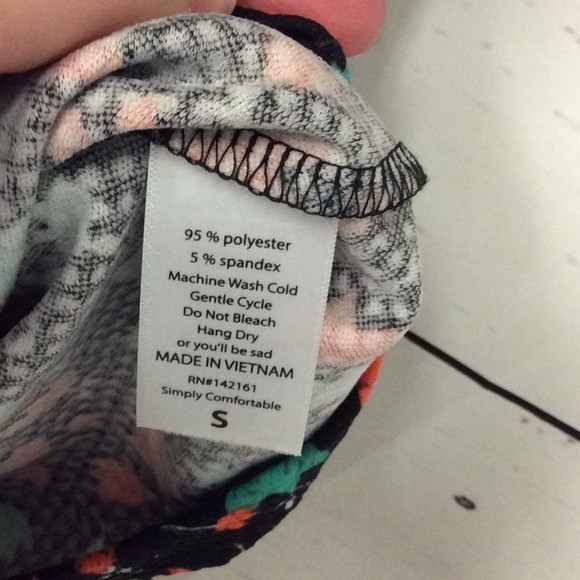 95 % polyester
5 % spandex
Machine Wash Cold
Gentle Cycle
Do Not Bleach
Hang Dry
or you'll be sad
MADE IN VIETNAM
RN#142161
Simply Comfortable
S